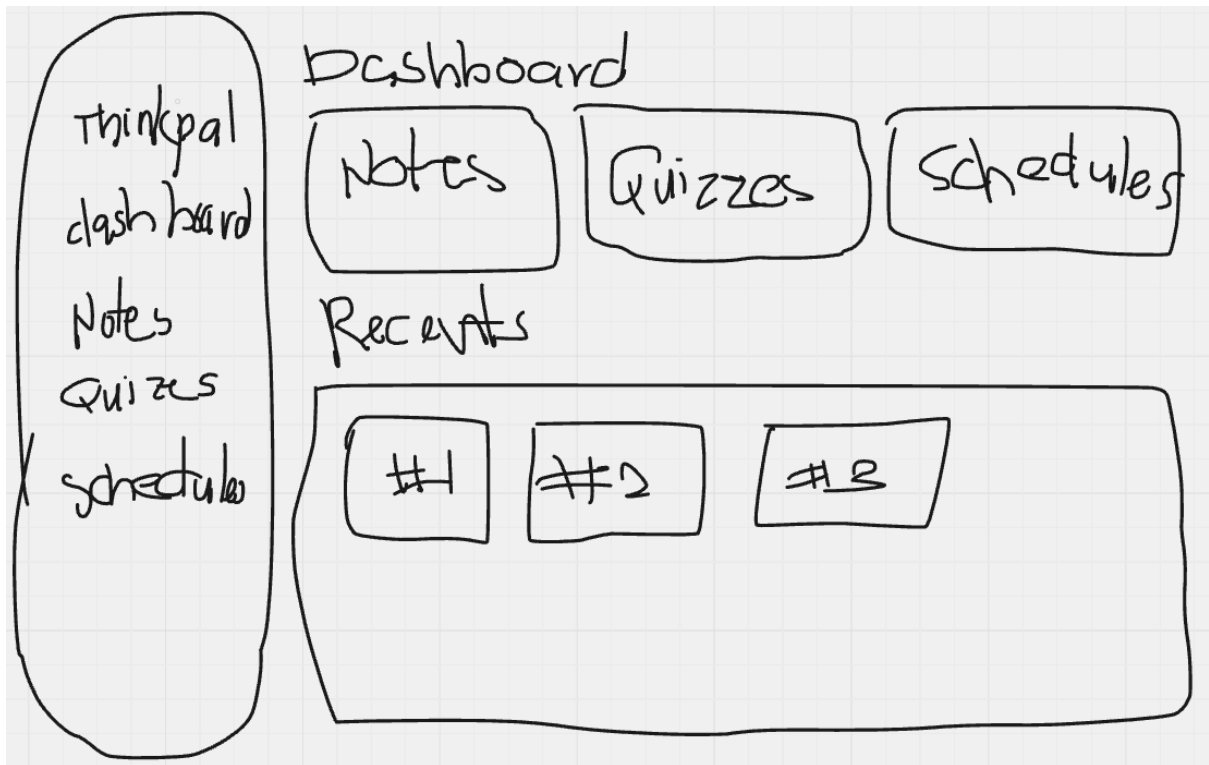 Thinkpal
dashboard
Notes
Quizes
schedules
Dashboard
Notes
Quizzes
Schedules
Recents
#1
#2
#3